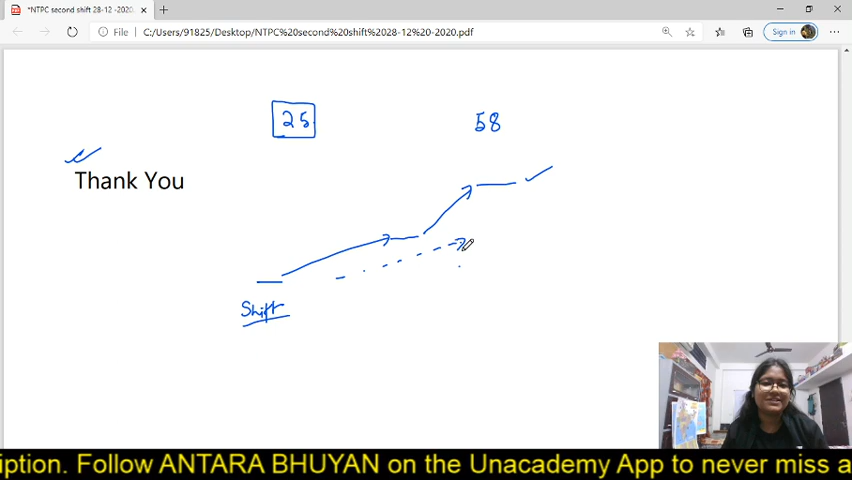 *NTPC second shift 28-12 -2020-
Sign in
File
C:/Users/91825/Desktop/NTPC%20second%20shift%2028-12%20-2020.pdf
25
58
Thank You
Shift
iption. Follow ANTARA BHUYAN on the Unacademy App to never miss a